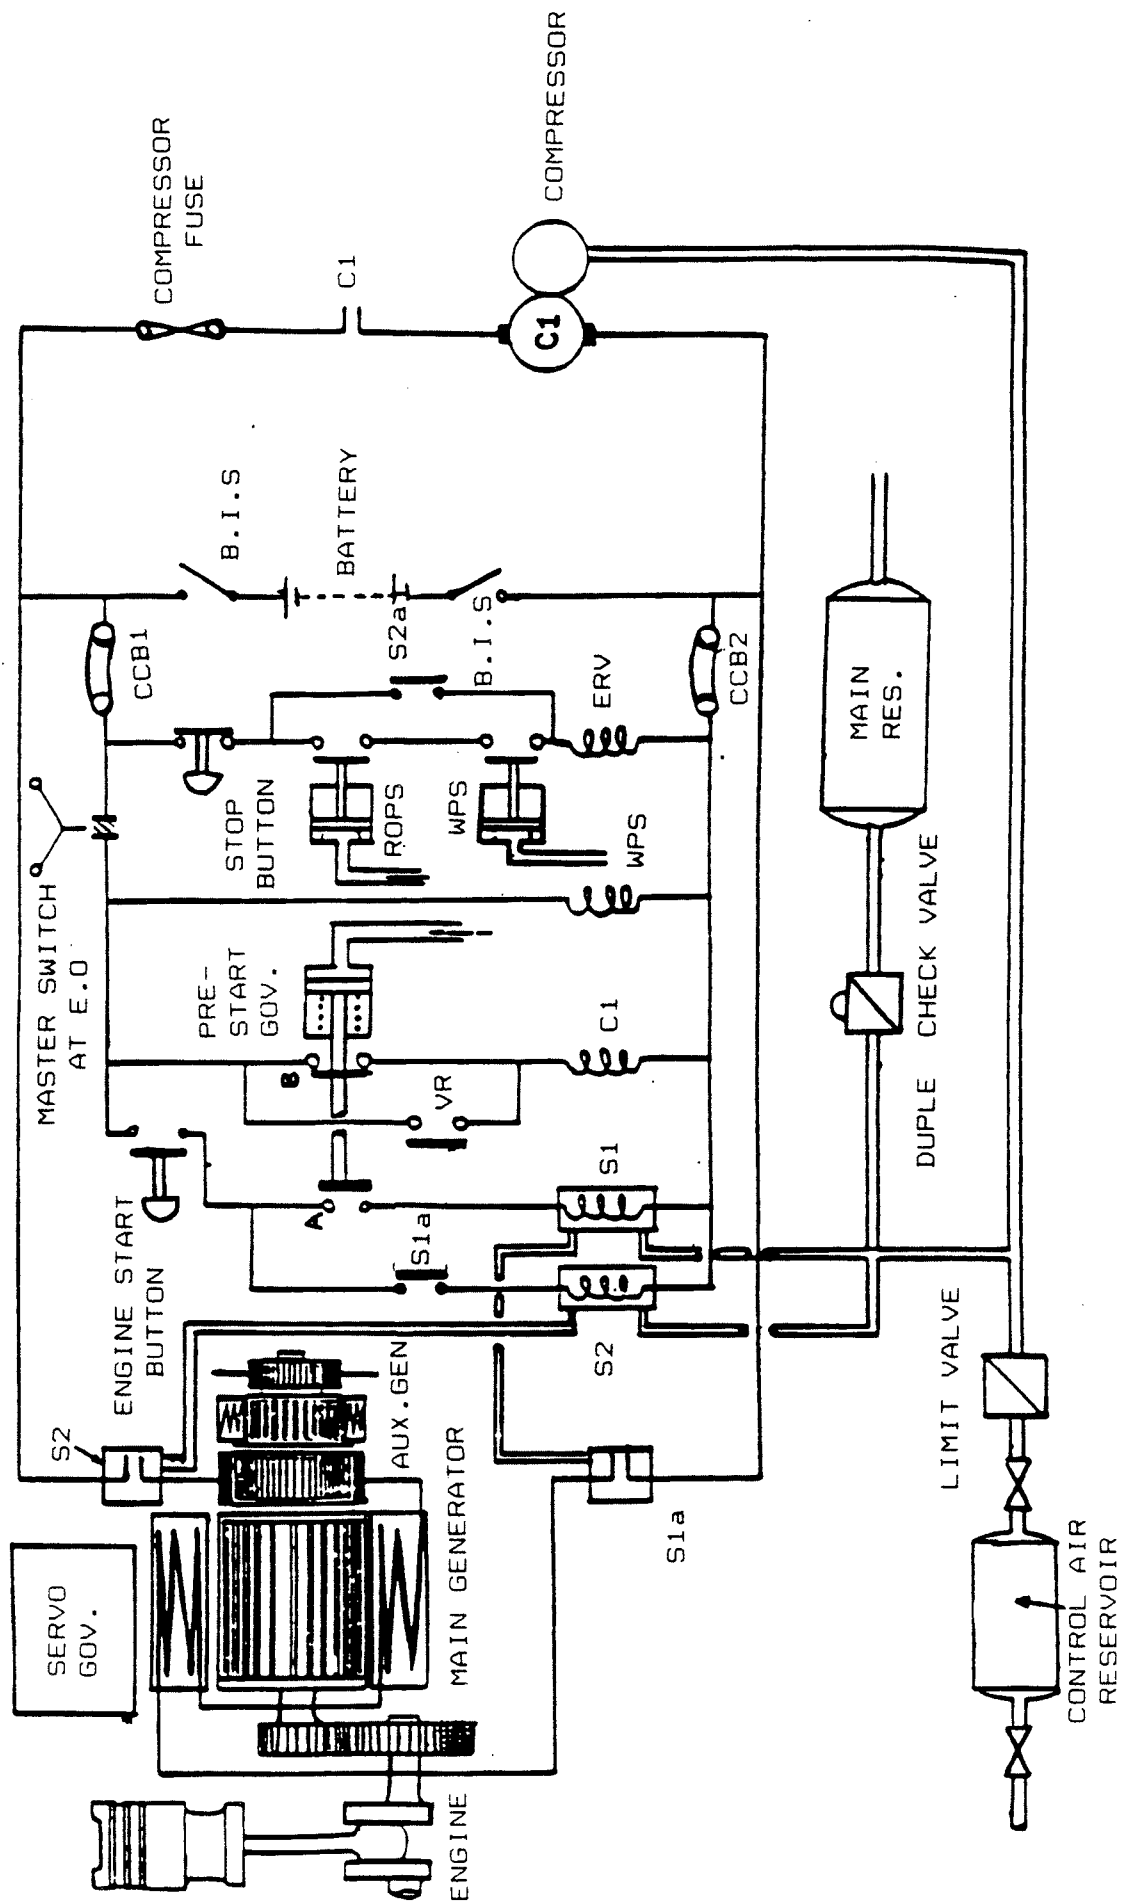 SERVO
GOV.
S2
MASTER SWITCH
AT E.O
ENGINE START
BUTTON
CCB1
COMPRESSOR
FUSE
PRE-
START
GOV.
STOP
BUTTON
B.I.S
B
A
BATTERY
C1
AUX.GEN
ROPS
S2a
S1a
VR
MAIN GENERATOR
ENGINE
WPS
B.I.S
C1
COMPRESSOR
S2
S1
C1
WPS
ERV
S1a
CCB2
MAIN
RES.
DUPLE CHECK VALVE
LIMIT VALVE
CONTROL AIR
RESERVOIR